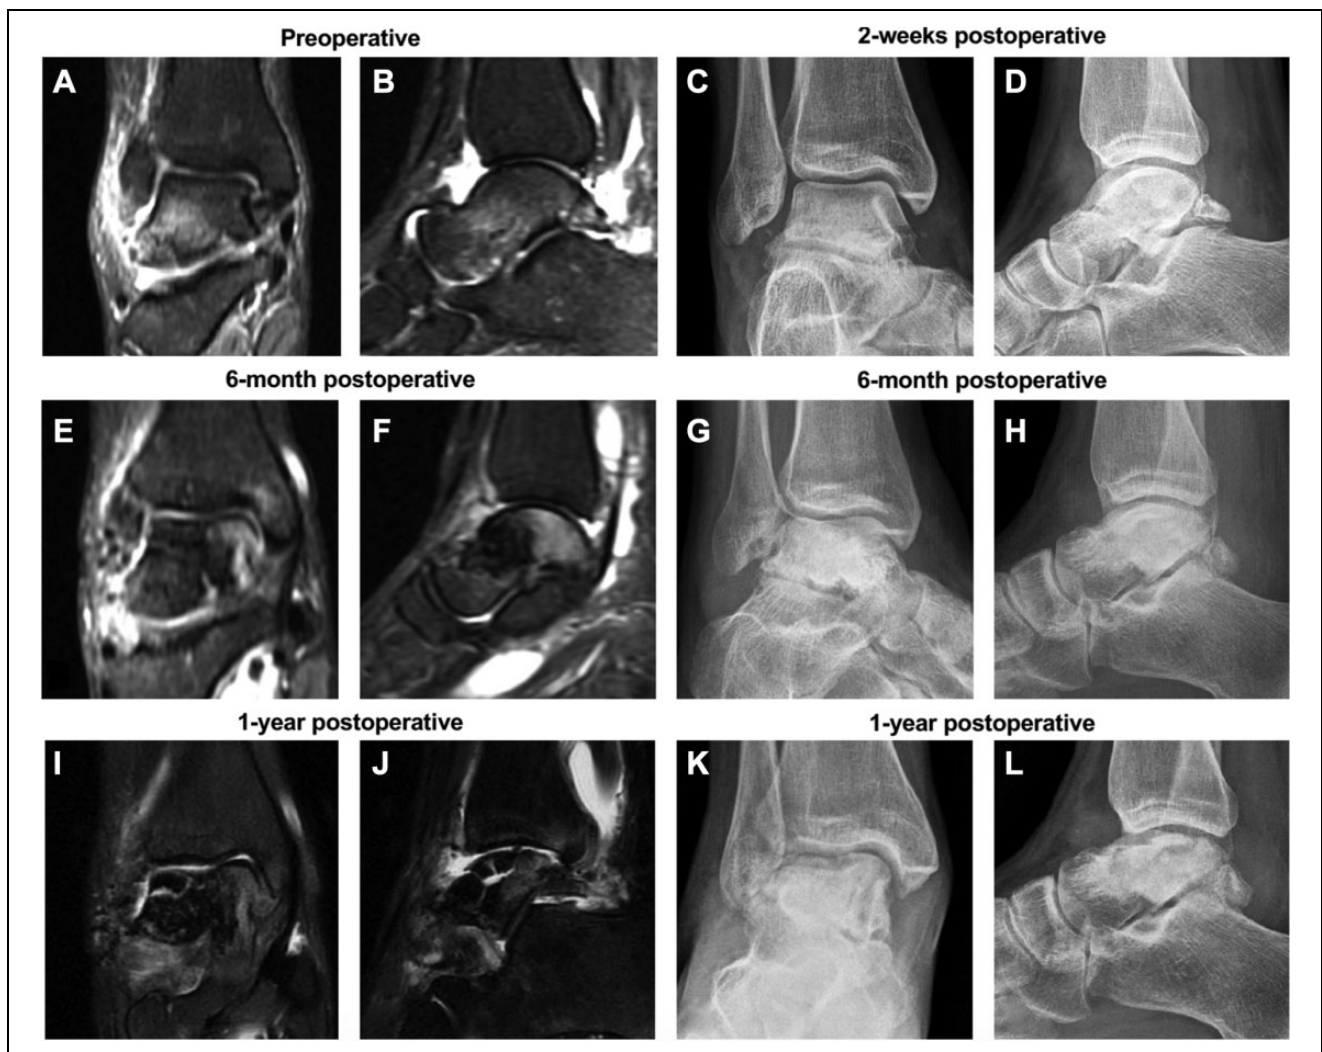 Preoperative
2-weeks postoperative
A
B
C
D
6-month postoperative
6-month postoperative
E
F
G
H
1-year postoperative
1-year postoperative
I
J
K
L